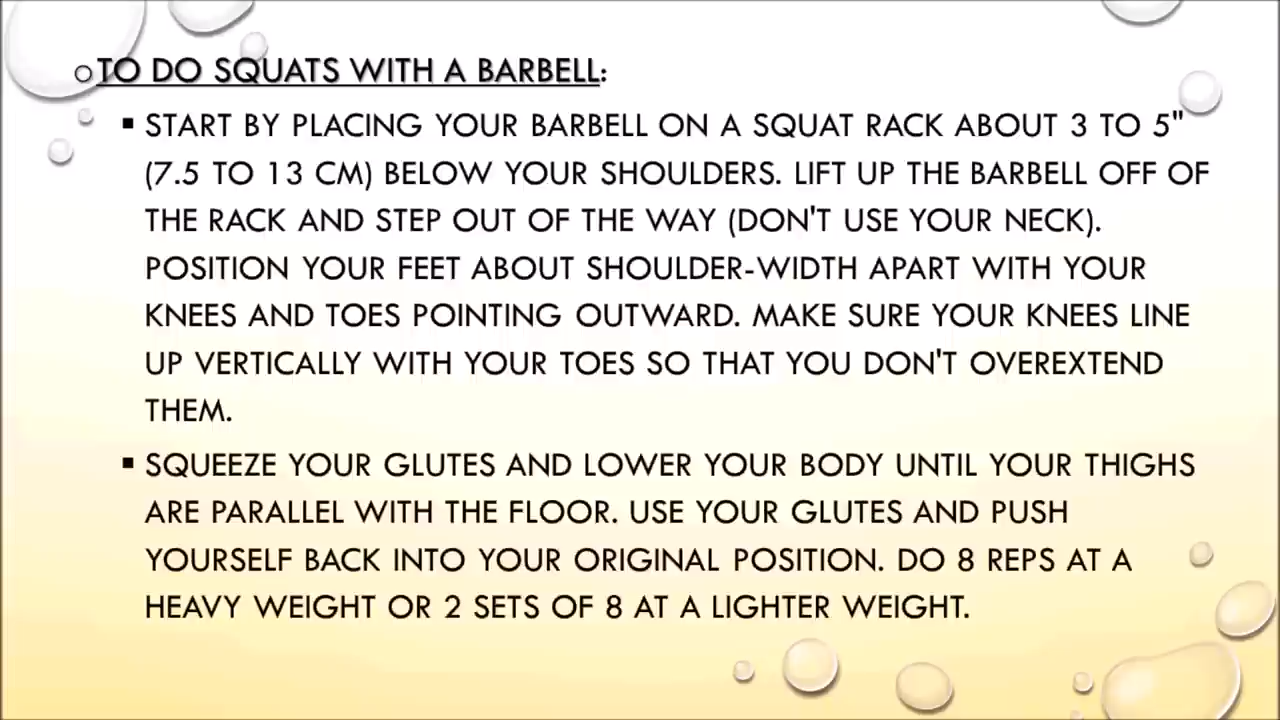 TO DO SQUATS WITH A BARBELL:
START BY PLACING YOUR BARBELL ON A SQUAT RACK ABOUT 3 TO 5"
(7.5 TO 13 CM) BELOW YOUR SHOULDERS. LIFT UP THE BARBELL OFF OF
THE RACK AND STEP OUT OF THE WAY (DON'T USE YOUR NECK).
POSITION YOUR FEET ABOUT SHOULDER-WIDTH APART WITH YOUR
KNEES AND TOES POINTING OUTWARD. MAKE SURE YOUR KNEES LINE
UP VERTICALLY WITH YOUR TOES SO THAT YOU DON'T OVEREXTEND
THEM.
SQUEEZE YOUR GLUTES AND LOWER YOUR BODY UNTIL YOUR THIGHS
ARE PARALLEL WITH THE FLOOR. USE YOUR GLUTES AND PUSH
YOURSELF BACK INTO YOUR ORIGINAL POSITION. DO 8 REPS AT A
HEAVY WEIGHT OR 2 SETS OF 8 AT A LIGHTER WEIGHT.